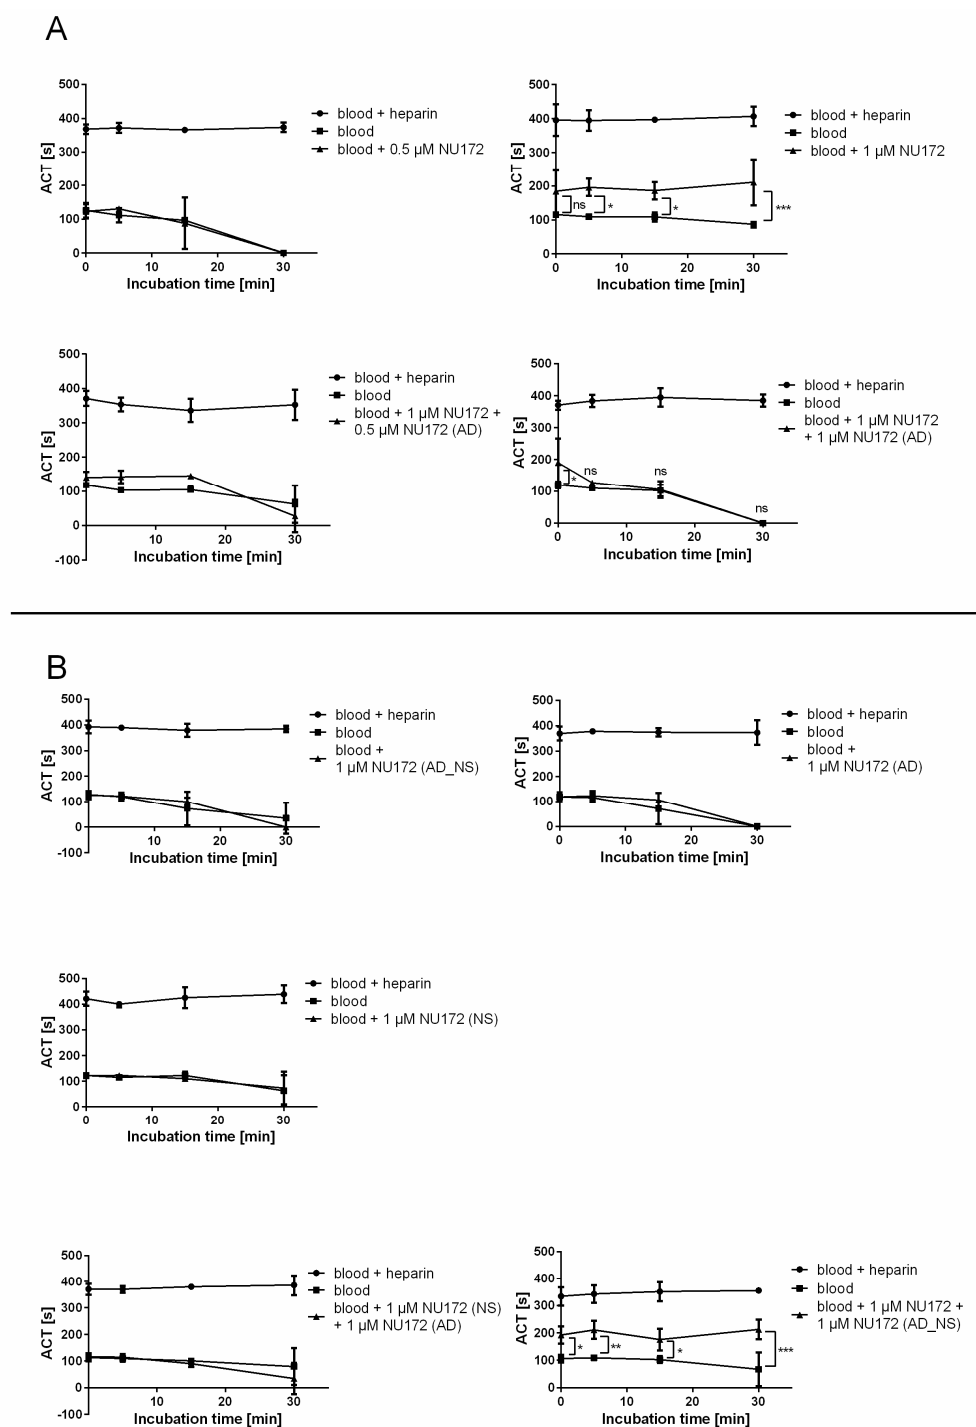 A
500
400
300
200
100
0
ACT [s]
0 10 20 30
Incubation time [min]
blood + heparin
blood
blood + 0.5 µM NU172
500
400
300
200
100
0
ACT [s]
ns
*
*
***
0 10 20 30
Incubation time [min]
blood + heparin
blood
blood + 1 µM NU172
500
400
300
200
100
0
-100
ACT [s]
10 20 30
Incubation time [min]
blood + heparin
blood
blood + 1 µM NU172 +
0.5 µM NU172 (AD)
500
400
300
200
100
0
ACT [s]
*
ns
ns
ns
0 10 20 30
Incubation time [min]
blood + heparin
blood
blood + 1 µM NU172
+ 1 µM NU172 (AD)
B
500
400
300
200
100
0
-100
ACT [s]
10 20 30
Incubation time [min]
blood + heparin
blood
blood +
1 µM NU172 (AD_NS)
500
400
300
200
100
0
ACT [s]
0 10 20 30
Incubation time [min]
blood + heparin
blood
blood +
1 µM NU172 (AD)
500
400
300
200
100
0
ACT [s]
0 10 20 30
Incubation time [min]
blood + heparin
blood
blood + 1 µM NU172 (NS)
500
400
300
200
100
0
-100
ACT [s]
10 20 30
Incubation time [min]
blood + heparin
blood
blood + 1 µM NU172 (NS)
+ 1 µM NU172 (AD)
500
400
300
200
100
0
ACT [s]
*
**
*
***
0 10 20 30
Incubation time [min]
blood + heparin
blood
blood + 1 µM NU172 +
1 µM NU172 (AD_NS)